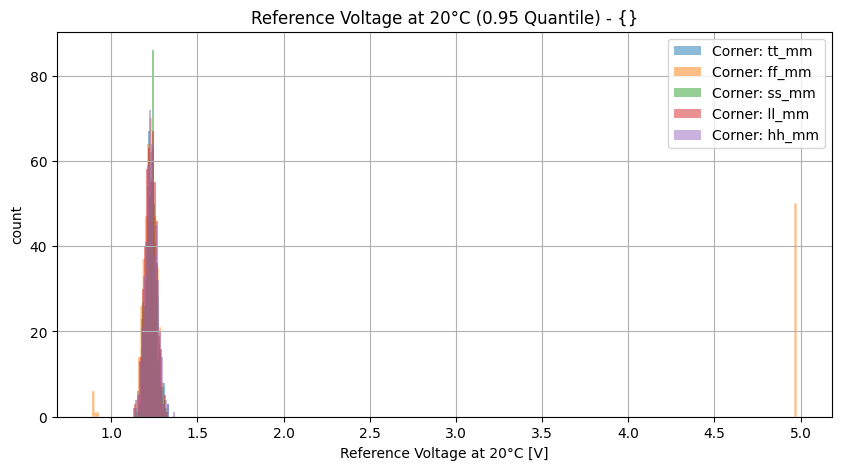 Reference Voltage at 20°C (0.95 Quantile) - {}
Corner: tt_mm
Corner: ff_mm
Corner: ss_mm
Corner: ll_mm
Corner: hh_mm
count
80
60
40
20
0
1.0 1.5 2.0 2.5 3.0 3.5 4.0 4.5 5.0
Reference Voltage at 20°C [V]